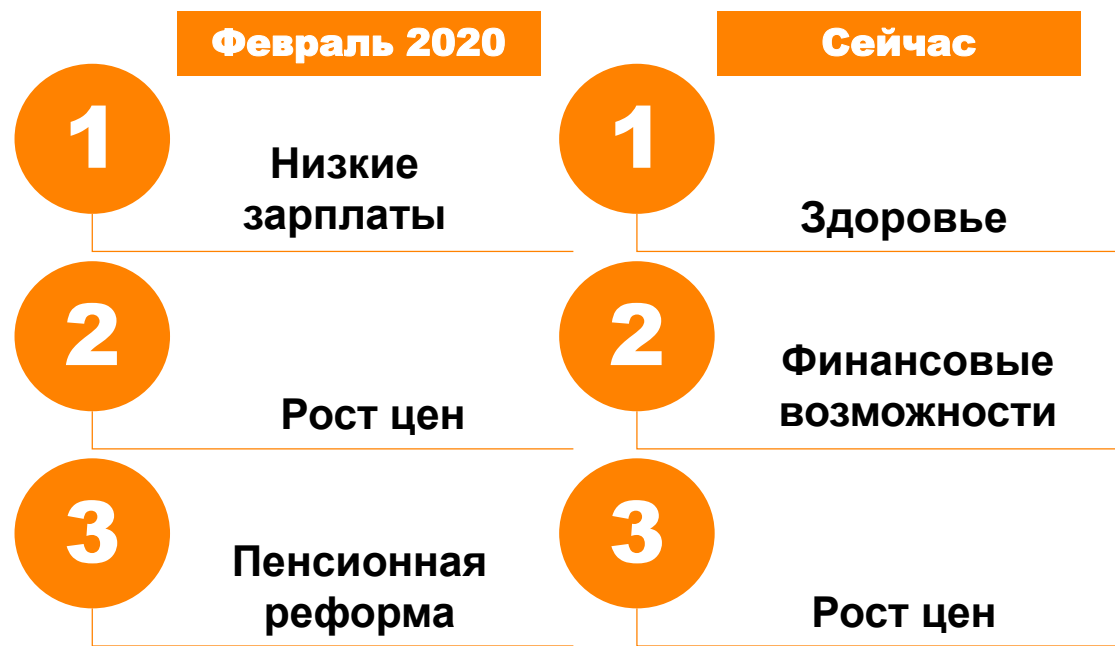 Февраль 2020
1
Низкие
зарплаты
2
Рост цен
3
Пенсионная
реформа
Сейчас
1
Здоровье
2
Финансовые
возможности
3
Рост цен